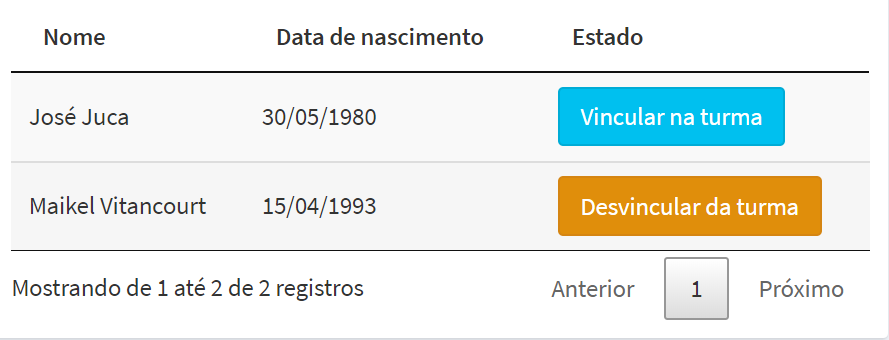 Nome Data de nascimento Estado
José Juca 30/05/1980 Vincular na turma
Maikel Vitancourt 15/04/1993 Desvincular da turma
Mostrando de 1 até 2 de 2 registros Anterior 1 Próximo